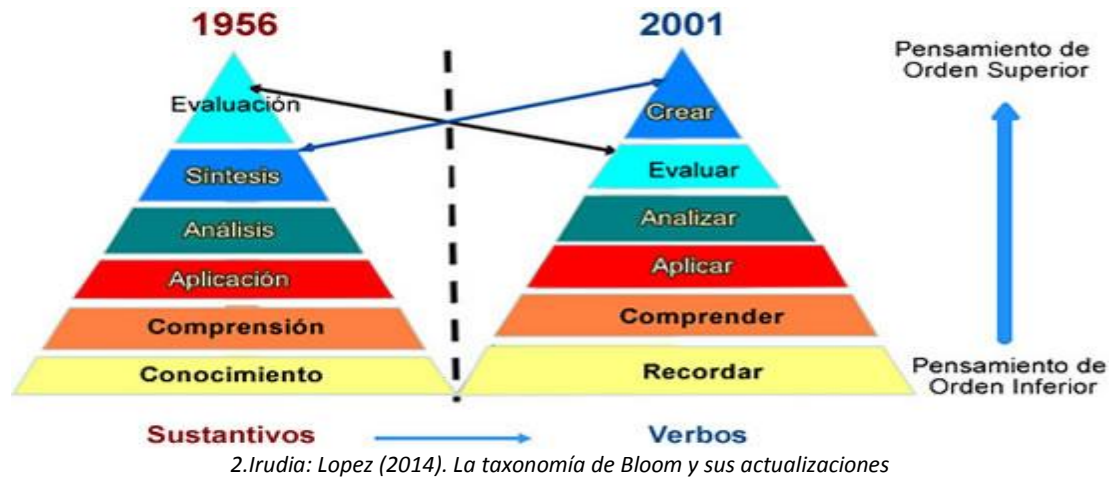 1956
2001
Pensamiento de
Orden Superior
Evaluación
Crear
Síntesis
Evaluar
Análisis
Analizar
Aplicación
Aplicar
Comprensión
Comprender
Conocimiento
Recordar
Pensamiento de
Orden Inferior
Sustantivos
Verbos
2.Irudia: Lopez (2014). La taxonomía de Bloom y sus actualizaciones